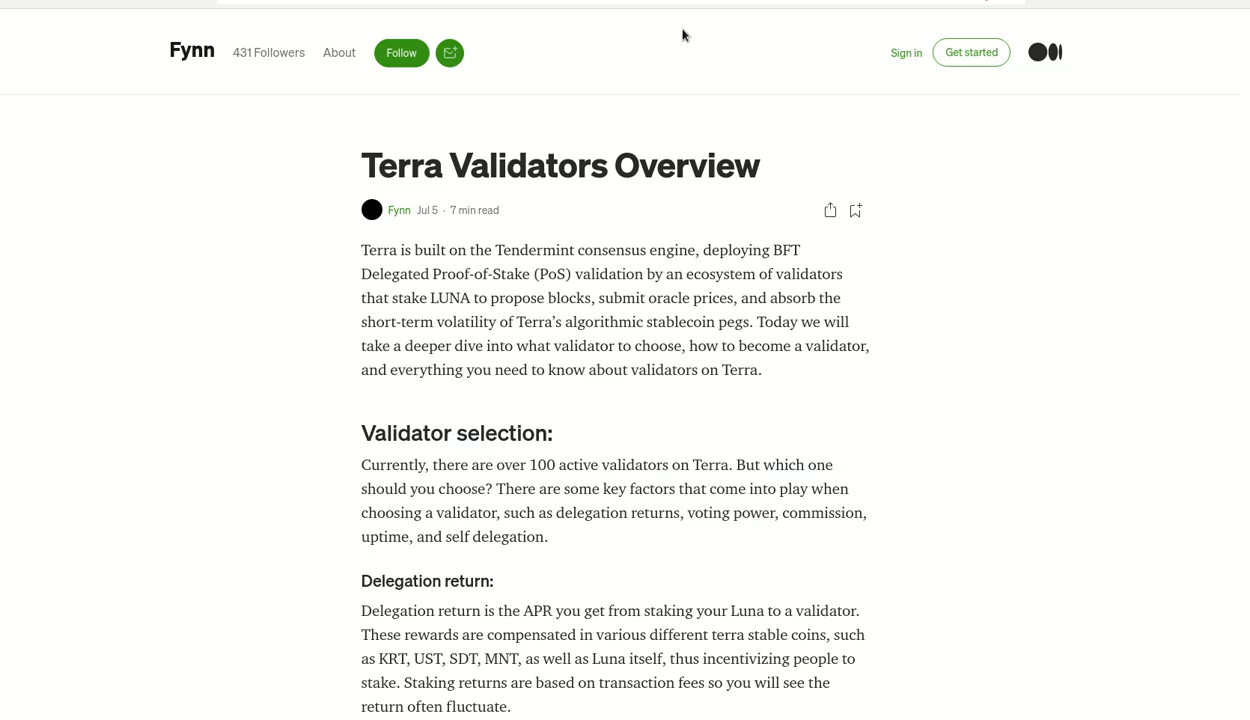 Fynn 431 Followers About Follow Sign in Get started
Terra Validators Overview
Fynn Jul 5 · 7 min read
Terra is built on the Tendermint consensus engine, deploying BFT
Delegated Proof-of-Stake (PoS) validation by an ecosystem of validators
that stake LUNA to propose blocks, submit oracle prices, and absorb the
short-term volatility of Terra’s algorithmic stablecoin pegs. Today we will
take a deeper dive into what validator to choose, how to become a validator,
and everything you need to know about validators on Terra.
Validator selection:
Currently, there are over 100 active validators on Terra. But which one
should you choose? There are some key factors that come into play when
choosing a validator, such as delegation returns, voting power, commission,
uptime, and self delegation.
Delegation return:
Delegation return is the APR you get from staking your Luna to a validator.
These rewards are compensated in various different terra stable coins, such
as KRT, UST, SDT, MNT, as well as Luna itself, thus incentivizing people to
stake. Staking returns are based on transaction fees so you will see the
return often fluctuate.